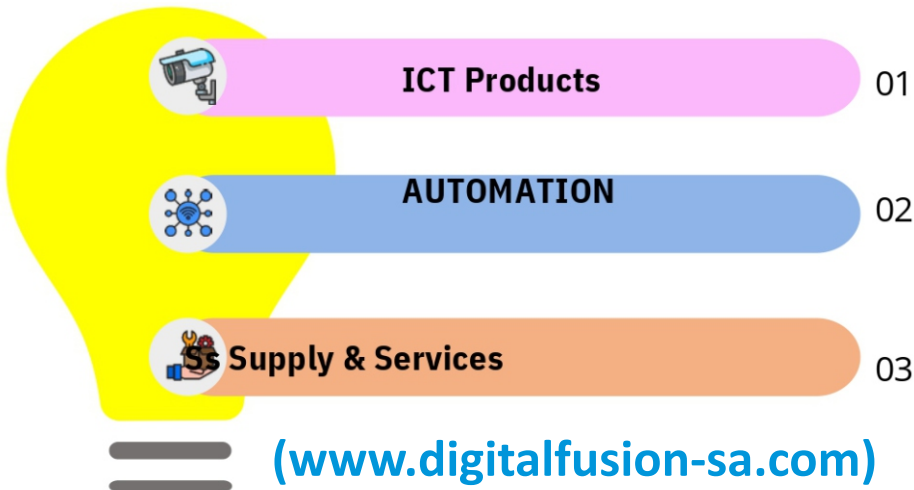 ICT Products
01
AUTOMATION
02
Ss Supply & Services
03
(www.digitalfusion-sa.com)